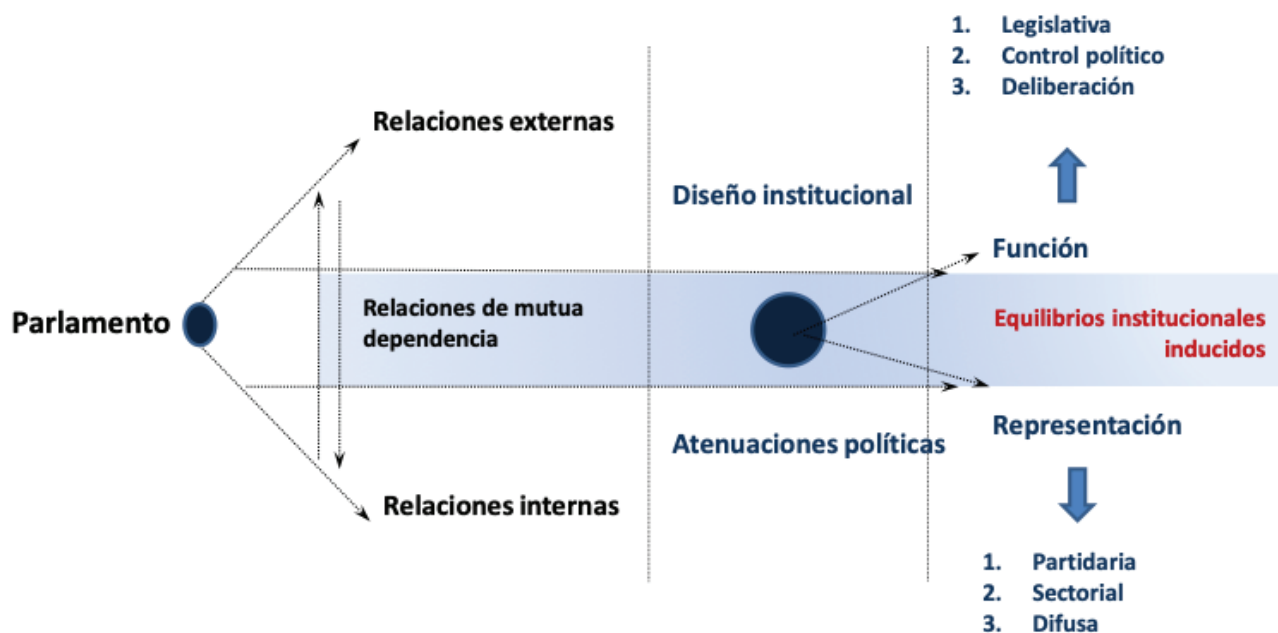 1. Legislativa
2. Control político
3. Deliberación
Relaciones externas
Diseño institucional
Función
Parlamento
Relaciones de mutua
dependencia
Equilibrios institucionales
inducidos
Atenuaciones políticas
Representación
Relaciones internas
1. Partidaria
2. Sectorial
3. Difusa